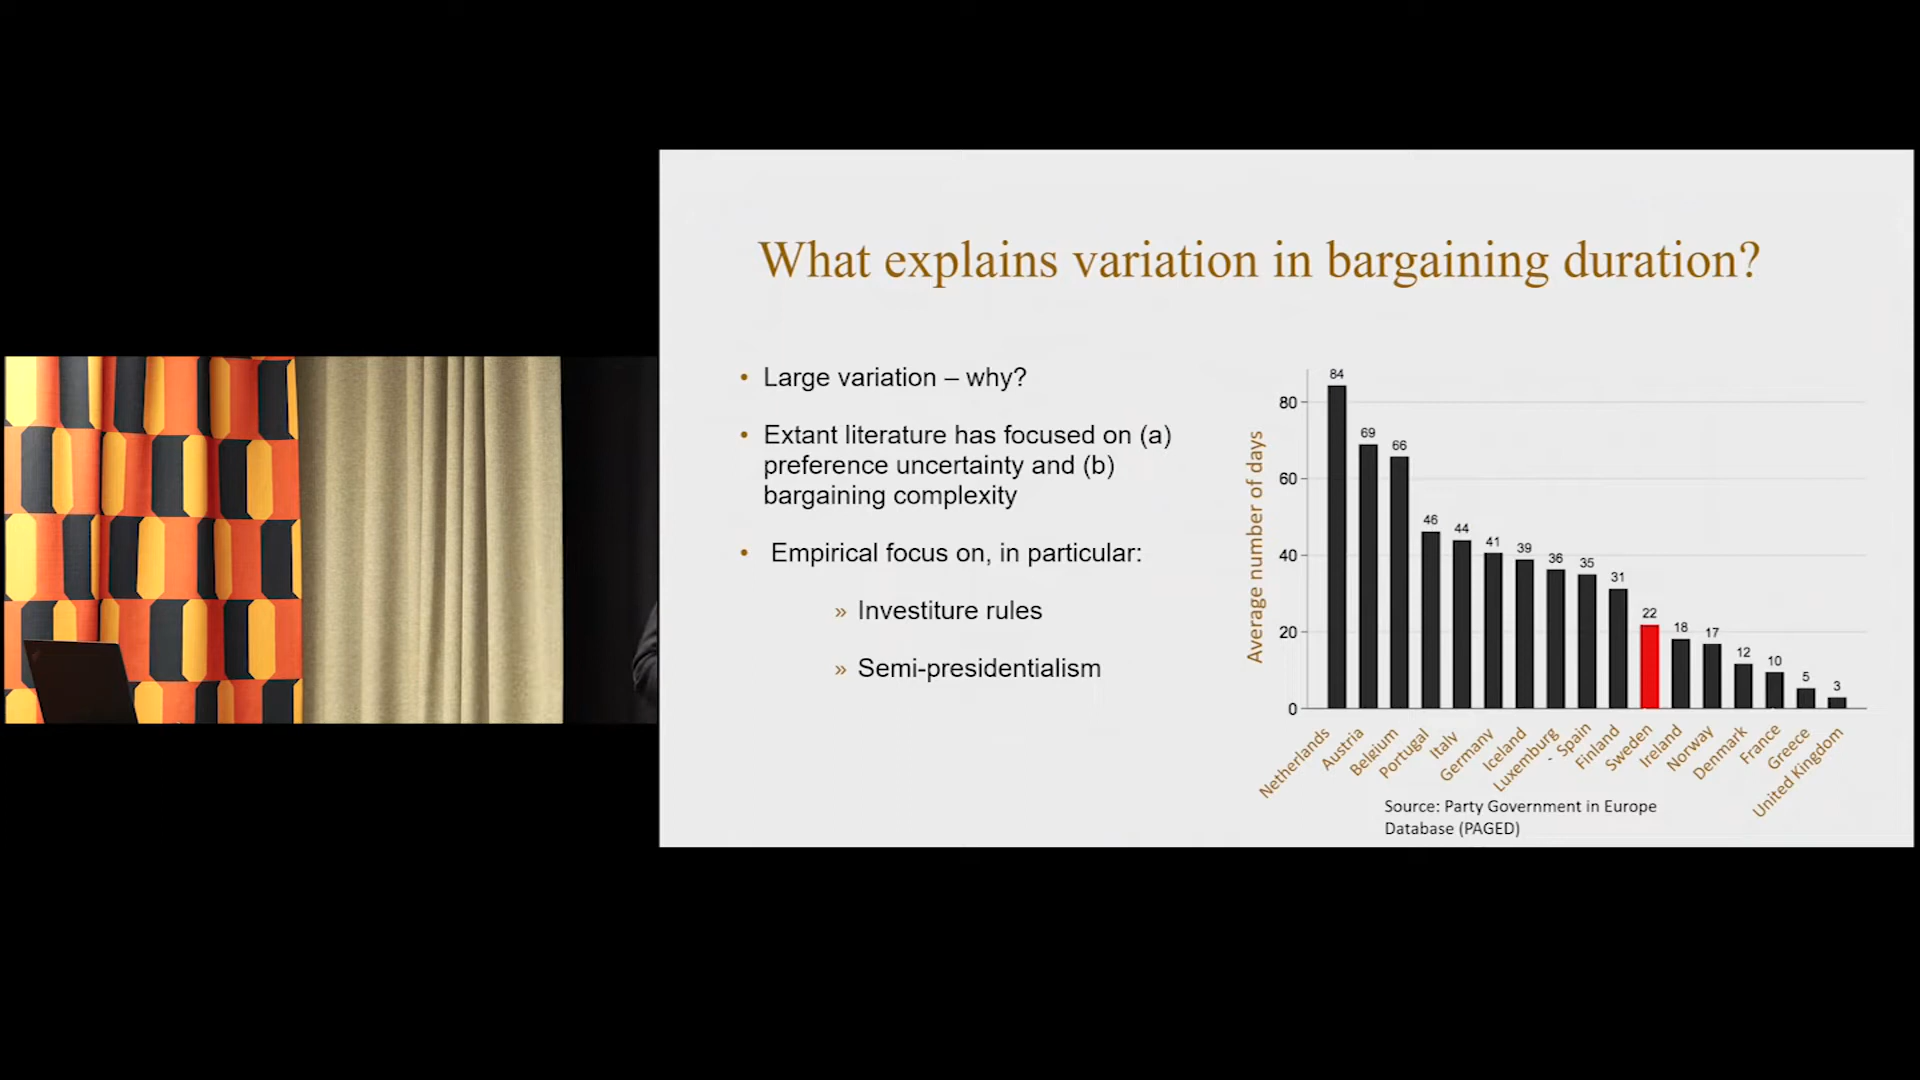 What explains variation in bargaining duration?
• Large variation – why?
• Extant literature has focused on (a)
preference uncertainty and (b)
bargaining complexity
• Empirical focus on, in particular:
» Investiture rules
» Semi-presidentialism
Average number of days
80
60
40
20
0
84
69
66
46
44
41
39
36
35
31
22
18
17
12
10
5
3
Netherlands
Austria
Belgium
Portugal
Italy
Germany
Iceland
Luxemburg
Spain
Finland
Sweden
Ireland
Norway
Denmark
France
Greece
United Kingdom
Source: Party Government in Europe
Database (PAGED)